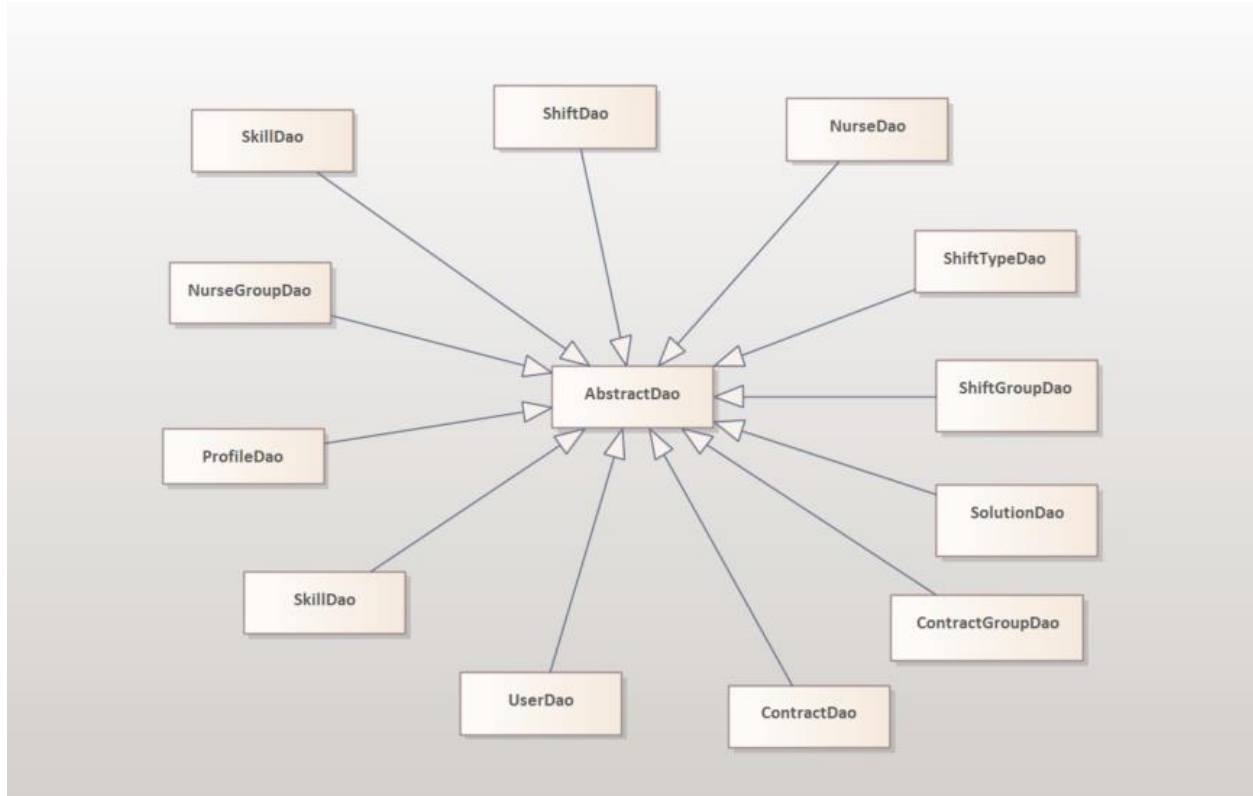 ShiftDao
NurseDao
SkillDao
ShiftTypeDao
NurseGroupDao
AbstractDao
ShiftGroupDao
ProfileDao
SolutionDao
SkillDao
ContractGroupDao
UserDao
ContractDao